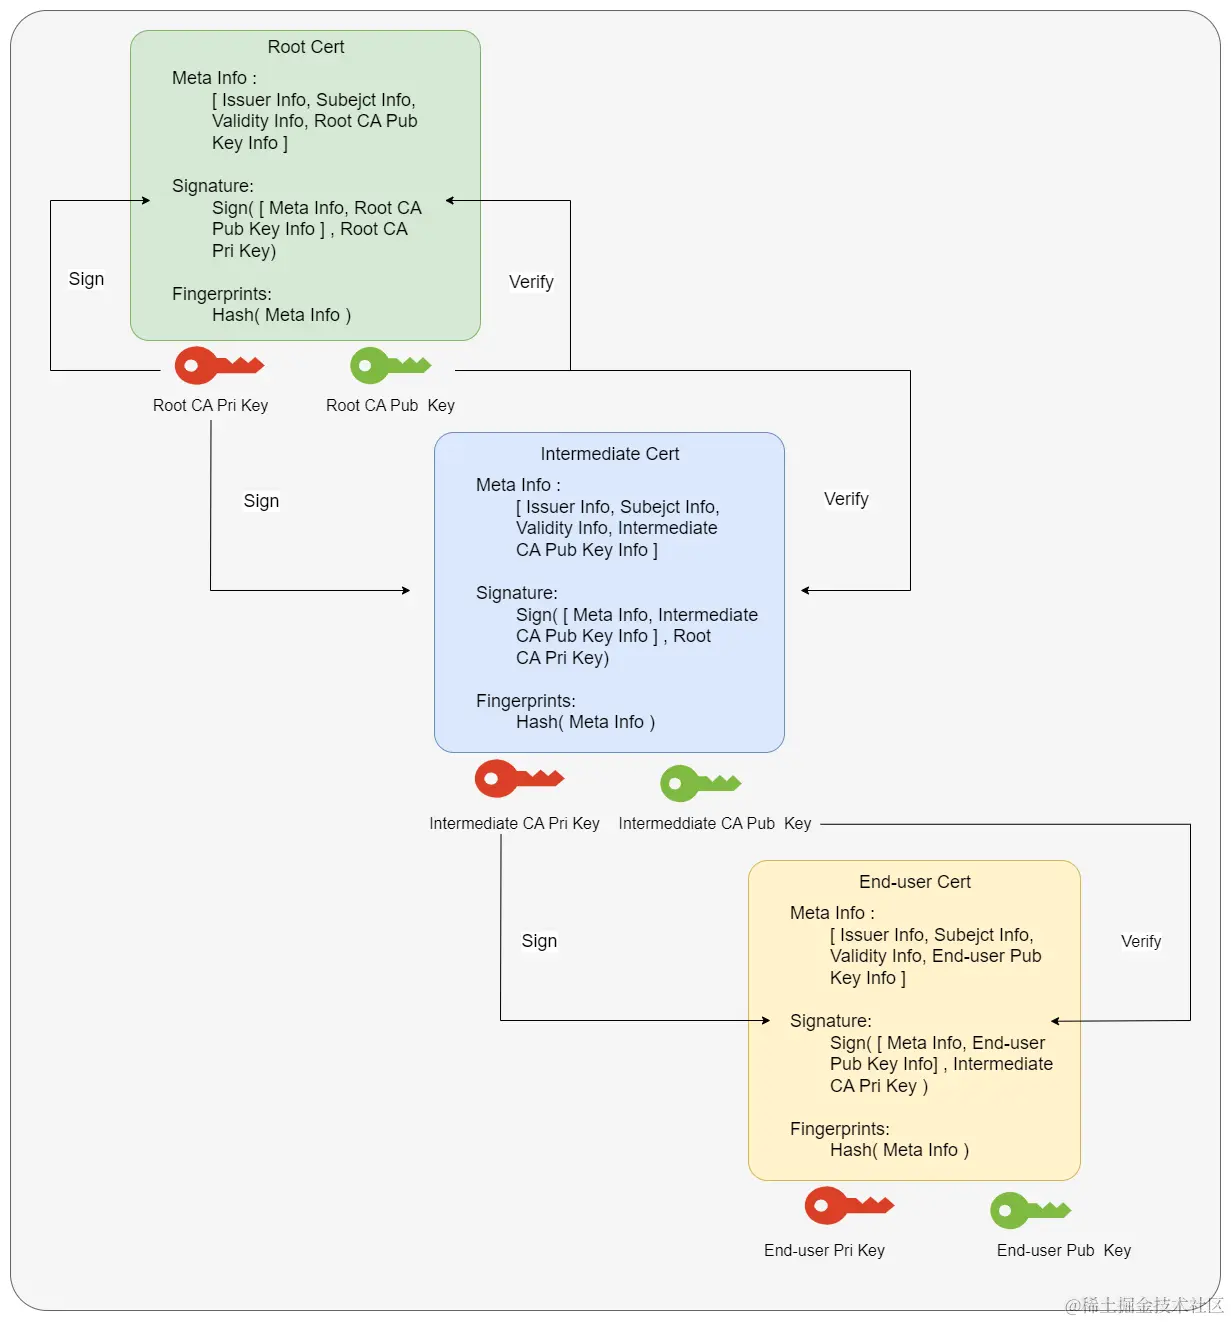 Root Cert
Meta Info :
[ Issuer Info, Subejct Info,
Validity Info, Root CA Pub
Key Info ]
Signature:
Sign( [ Meta Info, Root CA
Pub Key Info ] , Root CA
Pri Key)
Fingerprints:
Hash( Meta Info )
Sign
Verify
Root CA Pri Key
Root CA Pub Key
Sign
Verify
Intermediate Cert
Meta Info :
[ Issuer Info, Subejct Info,
Validity Info, Intermediate
CA Pub Key Info ]
Signature:
Sign( [ Meta Info, Intermediate
CA Pub Key Info ] , Root
CA Pri Key)
Fingerprints:
Hash( Meta Info )
Intermediate CA Pri Key
Intermeddiate CA Pub Key
Sign
Verify
End-user Cert
Meta Info :
[ Issuer Info, Subejct Info,
Validity Info, End-user Pub
Key Info ]
Signature:
Sign( [ Meta Info, End-user
Pub Key Info] , Intermediate
CA Pri Key )
Fingerprints:
Hash( Meta Info )
End-user Pri Key
End-user Pub Key
@稀土掘金技术社区